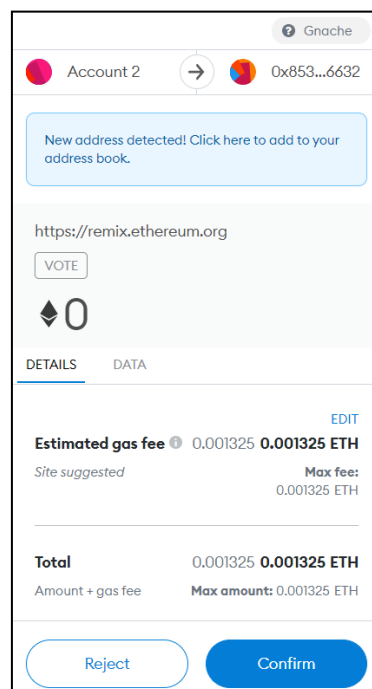 Gnache
Account 2
0x853...6632
New address detected! Click here to add to your
address book.
https://remix.ethereum.org
VOTE
0
DETAILS DATA
EDIT
Estimated gas fee 0.001325 0.001325 ETH
Site suggested Max fee:
0.001325 ETH
Total 0.001325 0.001325 ETH
Amount + gas fee Max amount: 0.001325 ETH
Reject Confirm